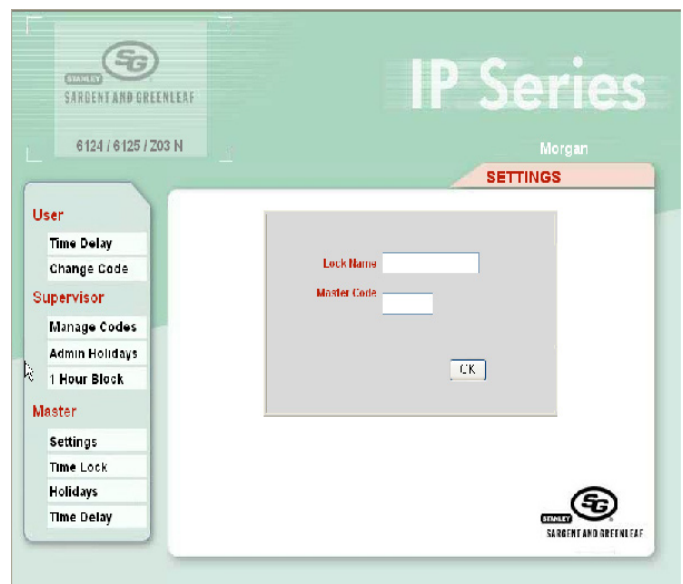 SG
STANLEY
SARGENT AND GREENLEAF
6124 / 6125 / Z03 N
IP Series
Morgan
SETTINGS
User
Time Delay
Change Code
Supervisor
Manage Codes
Admin Holidays
1 Hour Block
Master
Settings
Time Lock
Holidays
Time Delay
Lock Name
Master Code
OK
SG
STANLEY
SARGENT AND GREENLEAF